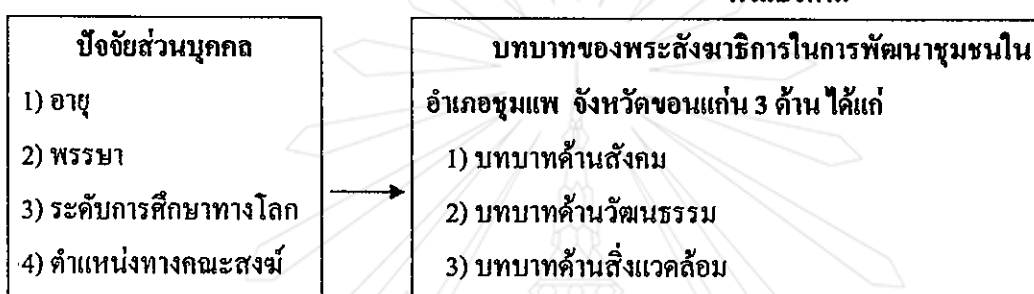 ปัจจัยส่วนบุคคล
1) อายุ
2) พรรษา
3) ระดับการศึกษาทางโลก
4) ตำแหน่งทางคณะสงฆ์
บทบาทของพระสังฆาธิการในการพัฒนาชุมชนใน
อำเภอชุมแพ จังหวัดขอนแก่น 3 ด้าน ได้แก่
1) บทบาทด้านสังคม
2) บทบาทด้านวัฒนธรรม
3) บทบาทด้านสิ่งแวดล้อม